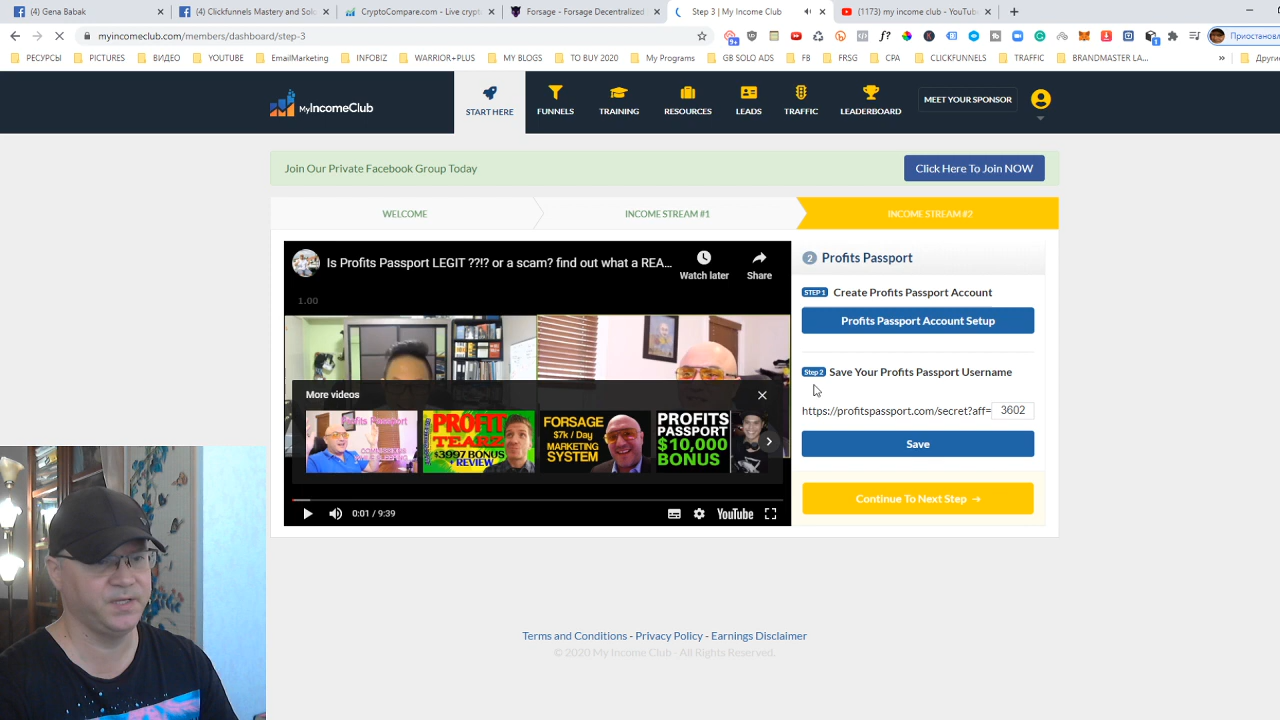 (4) Gena Babak
(4) Clickfunnels Mastery and Sol
CryptoCompare.com - Live crypt
Forsage - Forsage Decentralized
Step 3 | My Income Club
(1173) my income club - YouTub
myincomeclub.com/members/dashboard/step-3
Приостановл
РЕСУРСЫ
PICTURES
ВИДЕО
YOUTUBE
EmailMarketing
INFOBIZ
WARRIOR+PLUS
MY BLOGS
TO BUY 2020
My Programs
GB SOLO ADS
FB
FRSG
CPA
CLICKFUNNELS
TRAFFIC
BRANDMASTER LA...
»
Другие
MyIncomeClub
START HERE
FUNNELS
TRAINING
RESOURCES
LEADS
TRAFFIC
LEADERBOARD
MEET YOUR SPONSOR
Join Our Private Facebook Group Today
Click Here To Join NOW
WELCOME
INCOME STREAM #1
INCOME STREAM #2
Is Profits Passport LEGIT ??!? or a scam? find out what a REA...
Watch later
Share
1.00
More videos
Profits Passport
PROFIT
TEARZ
$3997 BONUS
+REVIEW
FORSAGE
$7k / Day
MARKETING
SYSTEM
PROFITS
PASSPORT
$10,000
BONUS
0:01 / 9:39
YouTube
2 Profits Passport
STEP 1 Create Profits Passport Account
Profits Passport Account Setup
Step 2 Save Your Profits Passport Username
https://profitspassport.com/secret?aff= 3602
Save
Continue To Next Step →
Terms and Conditions - Privacy Policy - Earnings Disclaimer
© 2020 My Income Club - All Rights Reserved.